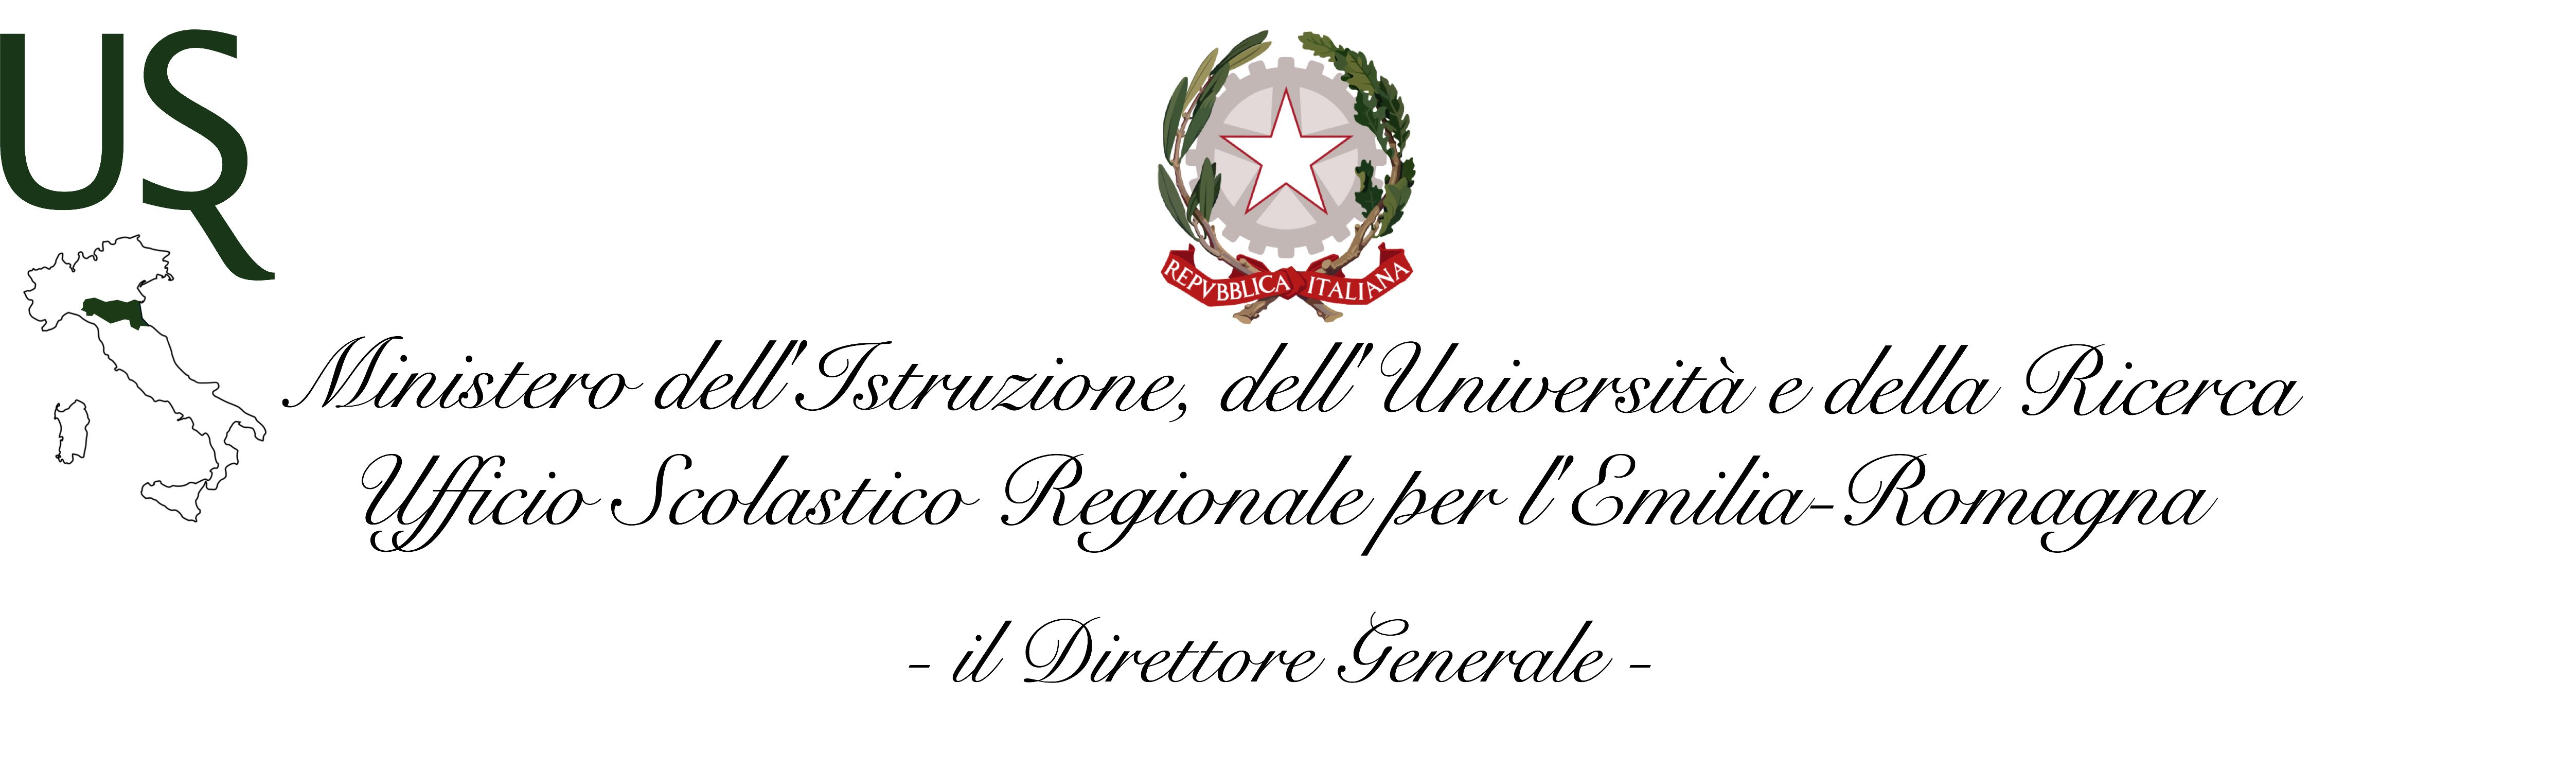 USR
REPVBBLICA ITALIANA
Ministero dell'Istruzione, dell'Università e della Ricerca
Ufficio Scolastico Regionale per l'Emilia-Romagna
- il Direttore Generale -